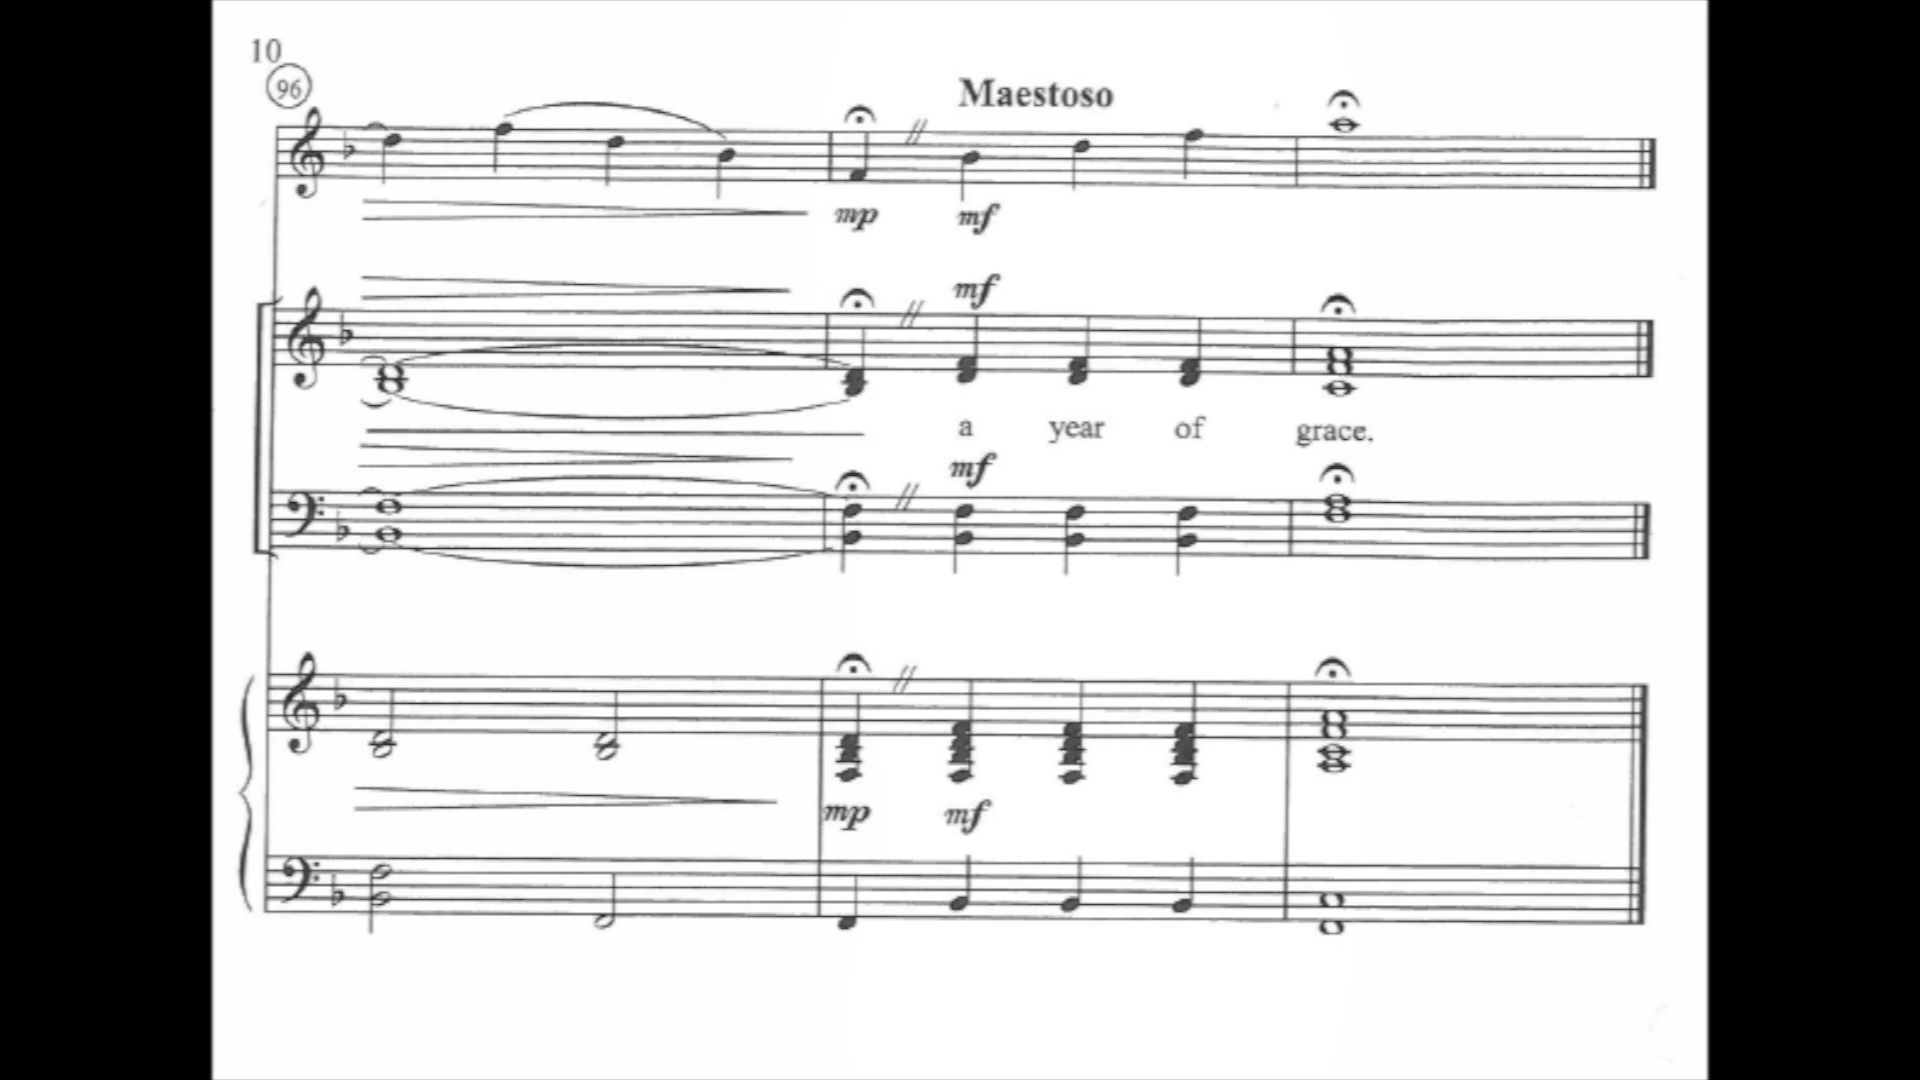 10
96
Maestoso
mp mf
mf
a year of grace.
mf
mp mf